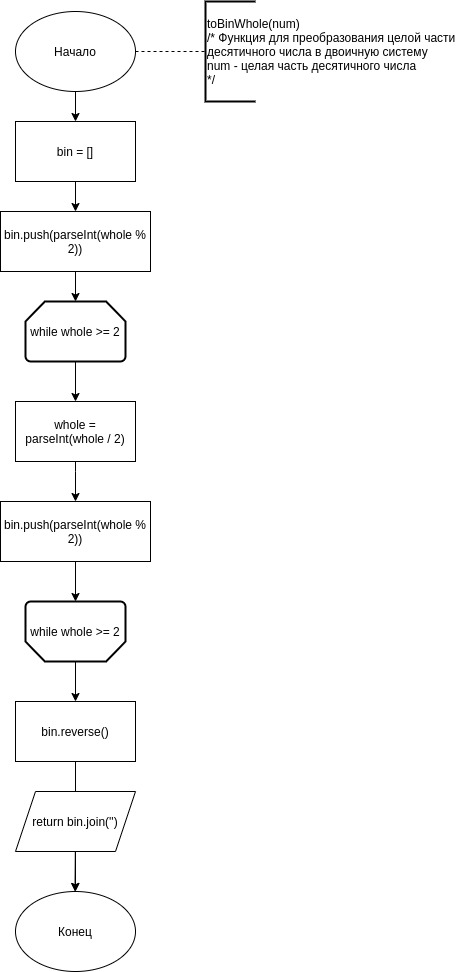 Начало
toBinWhole(num)
/* Функция для преобразования целой части
десятичного числа в двоичную систему
num - целая часть десятичного числа
*/
bin = []
bin.push(parseInt(whole %
2))
while whole >= 2
whole =
parseInt(whole / 2)
bin.push(parseInt(whole %
2))
while whole >= 2
bin.reverse()
return bin.join('')
Конец